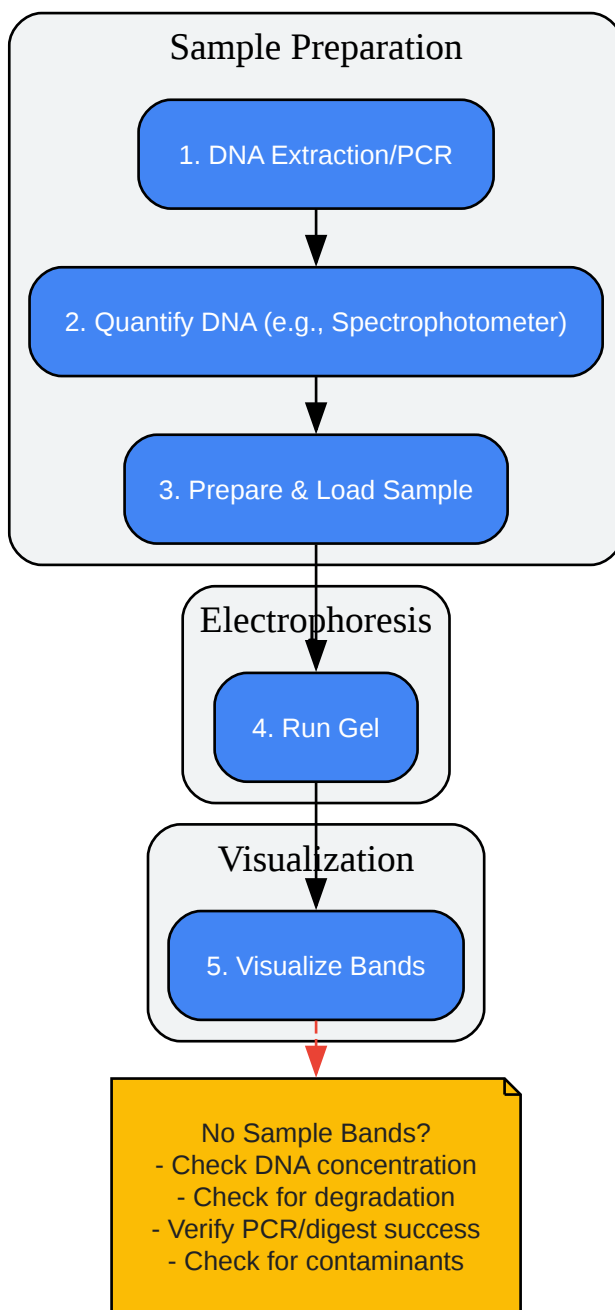 Sample Preparation
1. DNA Extraction/PCR
2. Quantify DNA (e.g., Spectrophotometer)
3. Prepare & Load Sample
Electrophoresis
4. Run Gel
Visualization
5. Visualize Bands
No Sample Bands?
- Check DNA concentration
- Check for degradation
- Verify PCR/digest success
- Check for contaminants